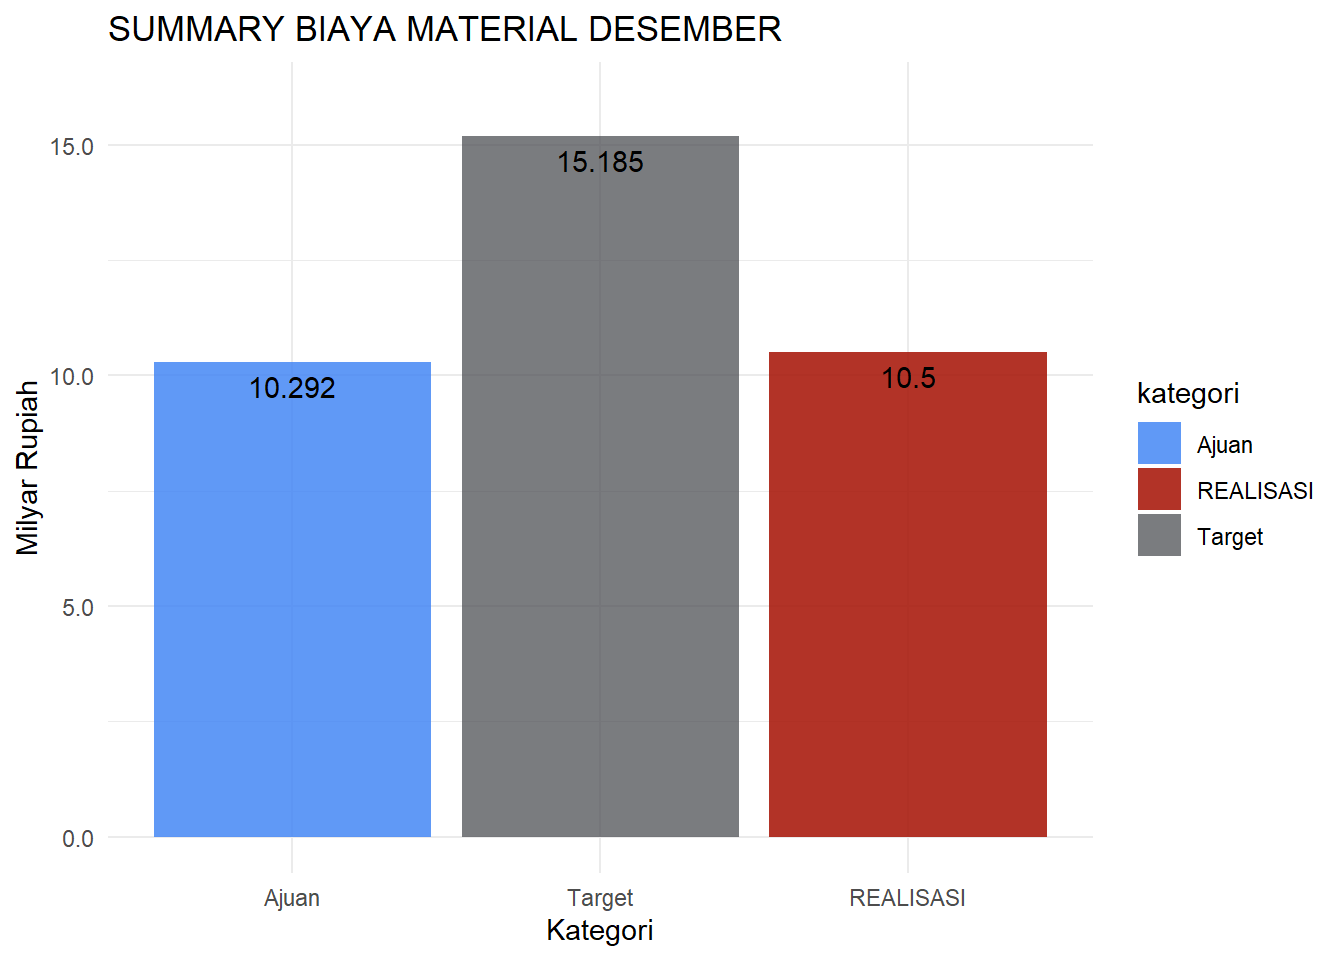 SUMMARY BIAYA MATERIAL DESEMBER
Milyar Rupiah
15.0
10.0
5.0
0.0
10.292
15.185
10.5
Ajuan
Target
REALISASI
Kategori
kategori
Ajuan
REALISASI
Target